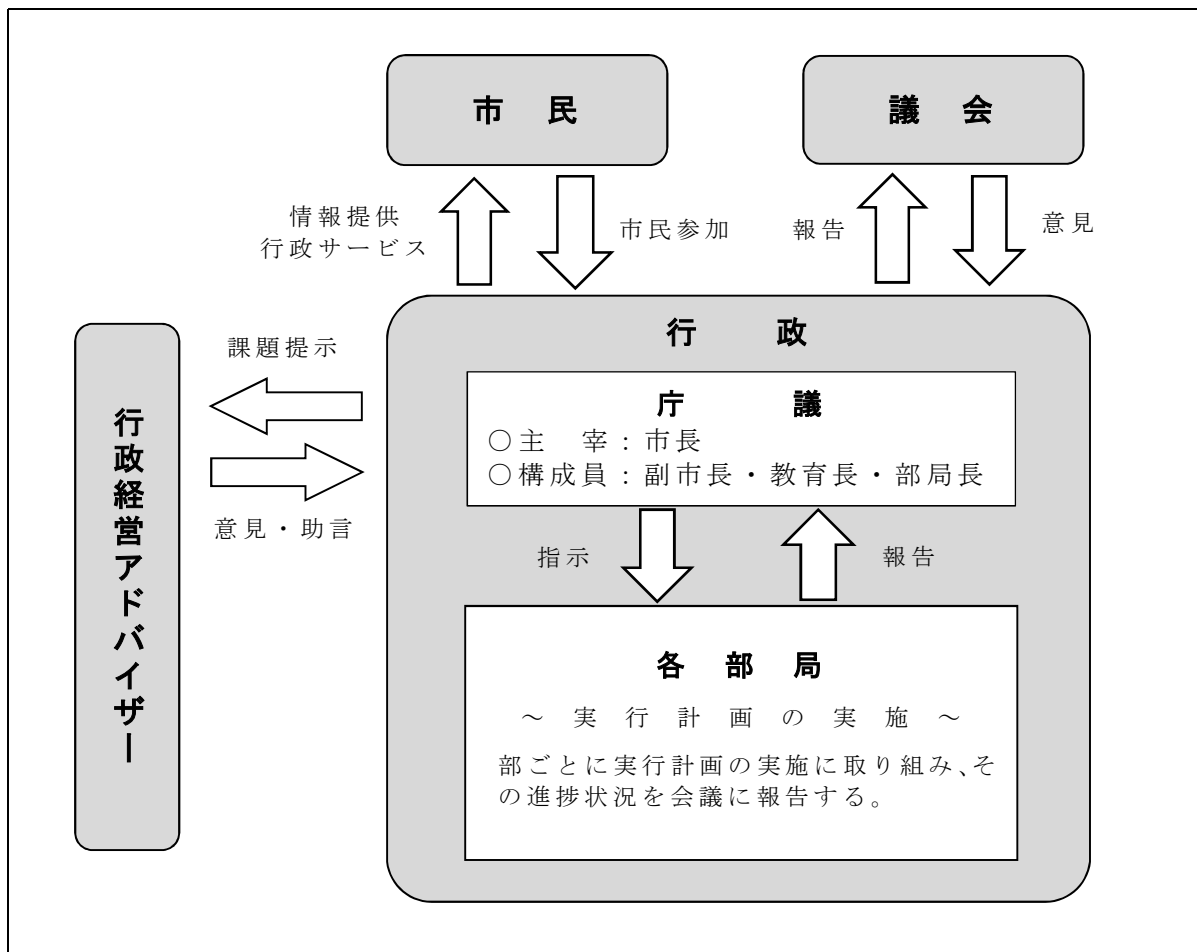 市民
議会
情報提供
行政サービス
市民参加
報告
意見
行政
課題提示
意見・助言
行政経営アドバイザー
庁議
○主　宰：市長
○構成員：副市長・教育長・部局長
指示
報告
各部局
～実行計画の実施～
部ごとに実行計画の実施に取り組み、そ
の進捗状況を会議に報告する。